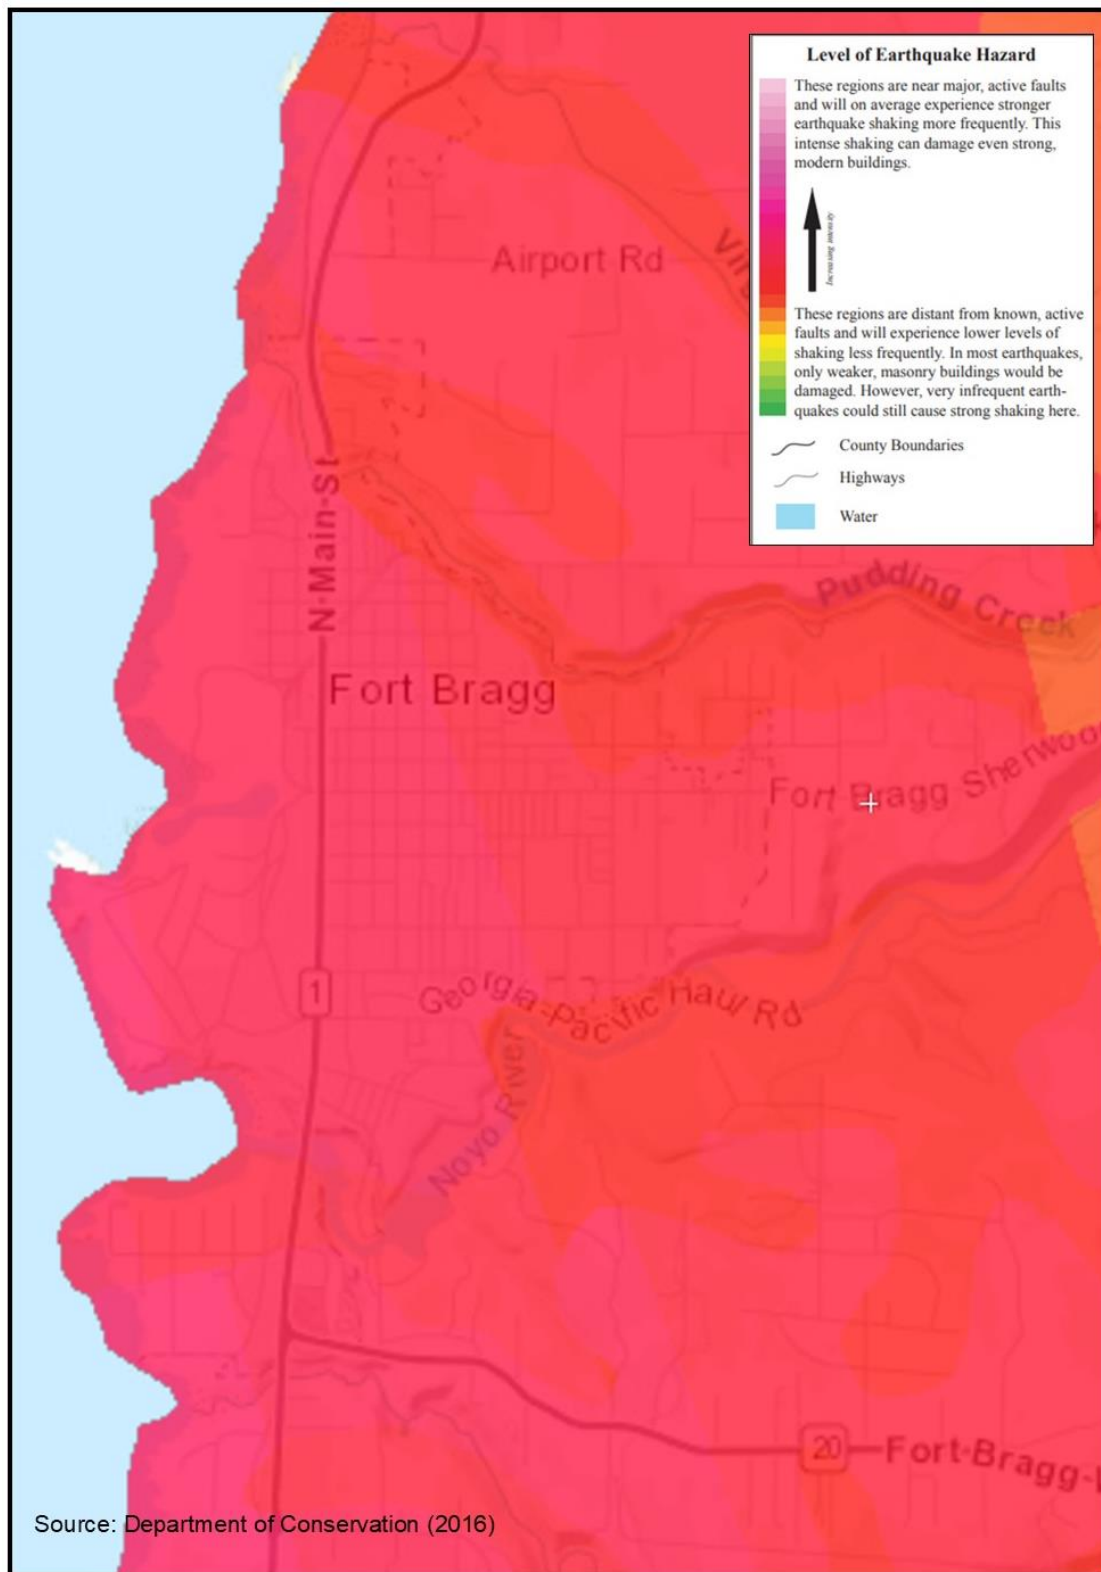 Level of Earthquake Hazard
These regions are near major, active faults
and will on average experience stronger
earthquake shaking more frequently. This
intense shaking can damage even strong,
modern buildings.
Increasing intensity
These regions are distant from known, active
faults and will experience lower levels of
shaking less frequently. In most earthquakes,
only weaker, masonry buildings would be
damaged. However, very infrequent earth-
quakes could still cause strong shaking here.
County Boundaries
Highways
Water
Airport Rd
N Main St
Pudding Creek
Fort Bragg
Fort Bragg
1
Georgia-Pacific Haul Rd
Noyo River
20
Fort-Bragg
Source: Department of Conservation (2016)